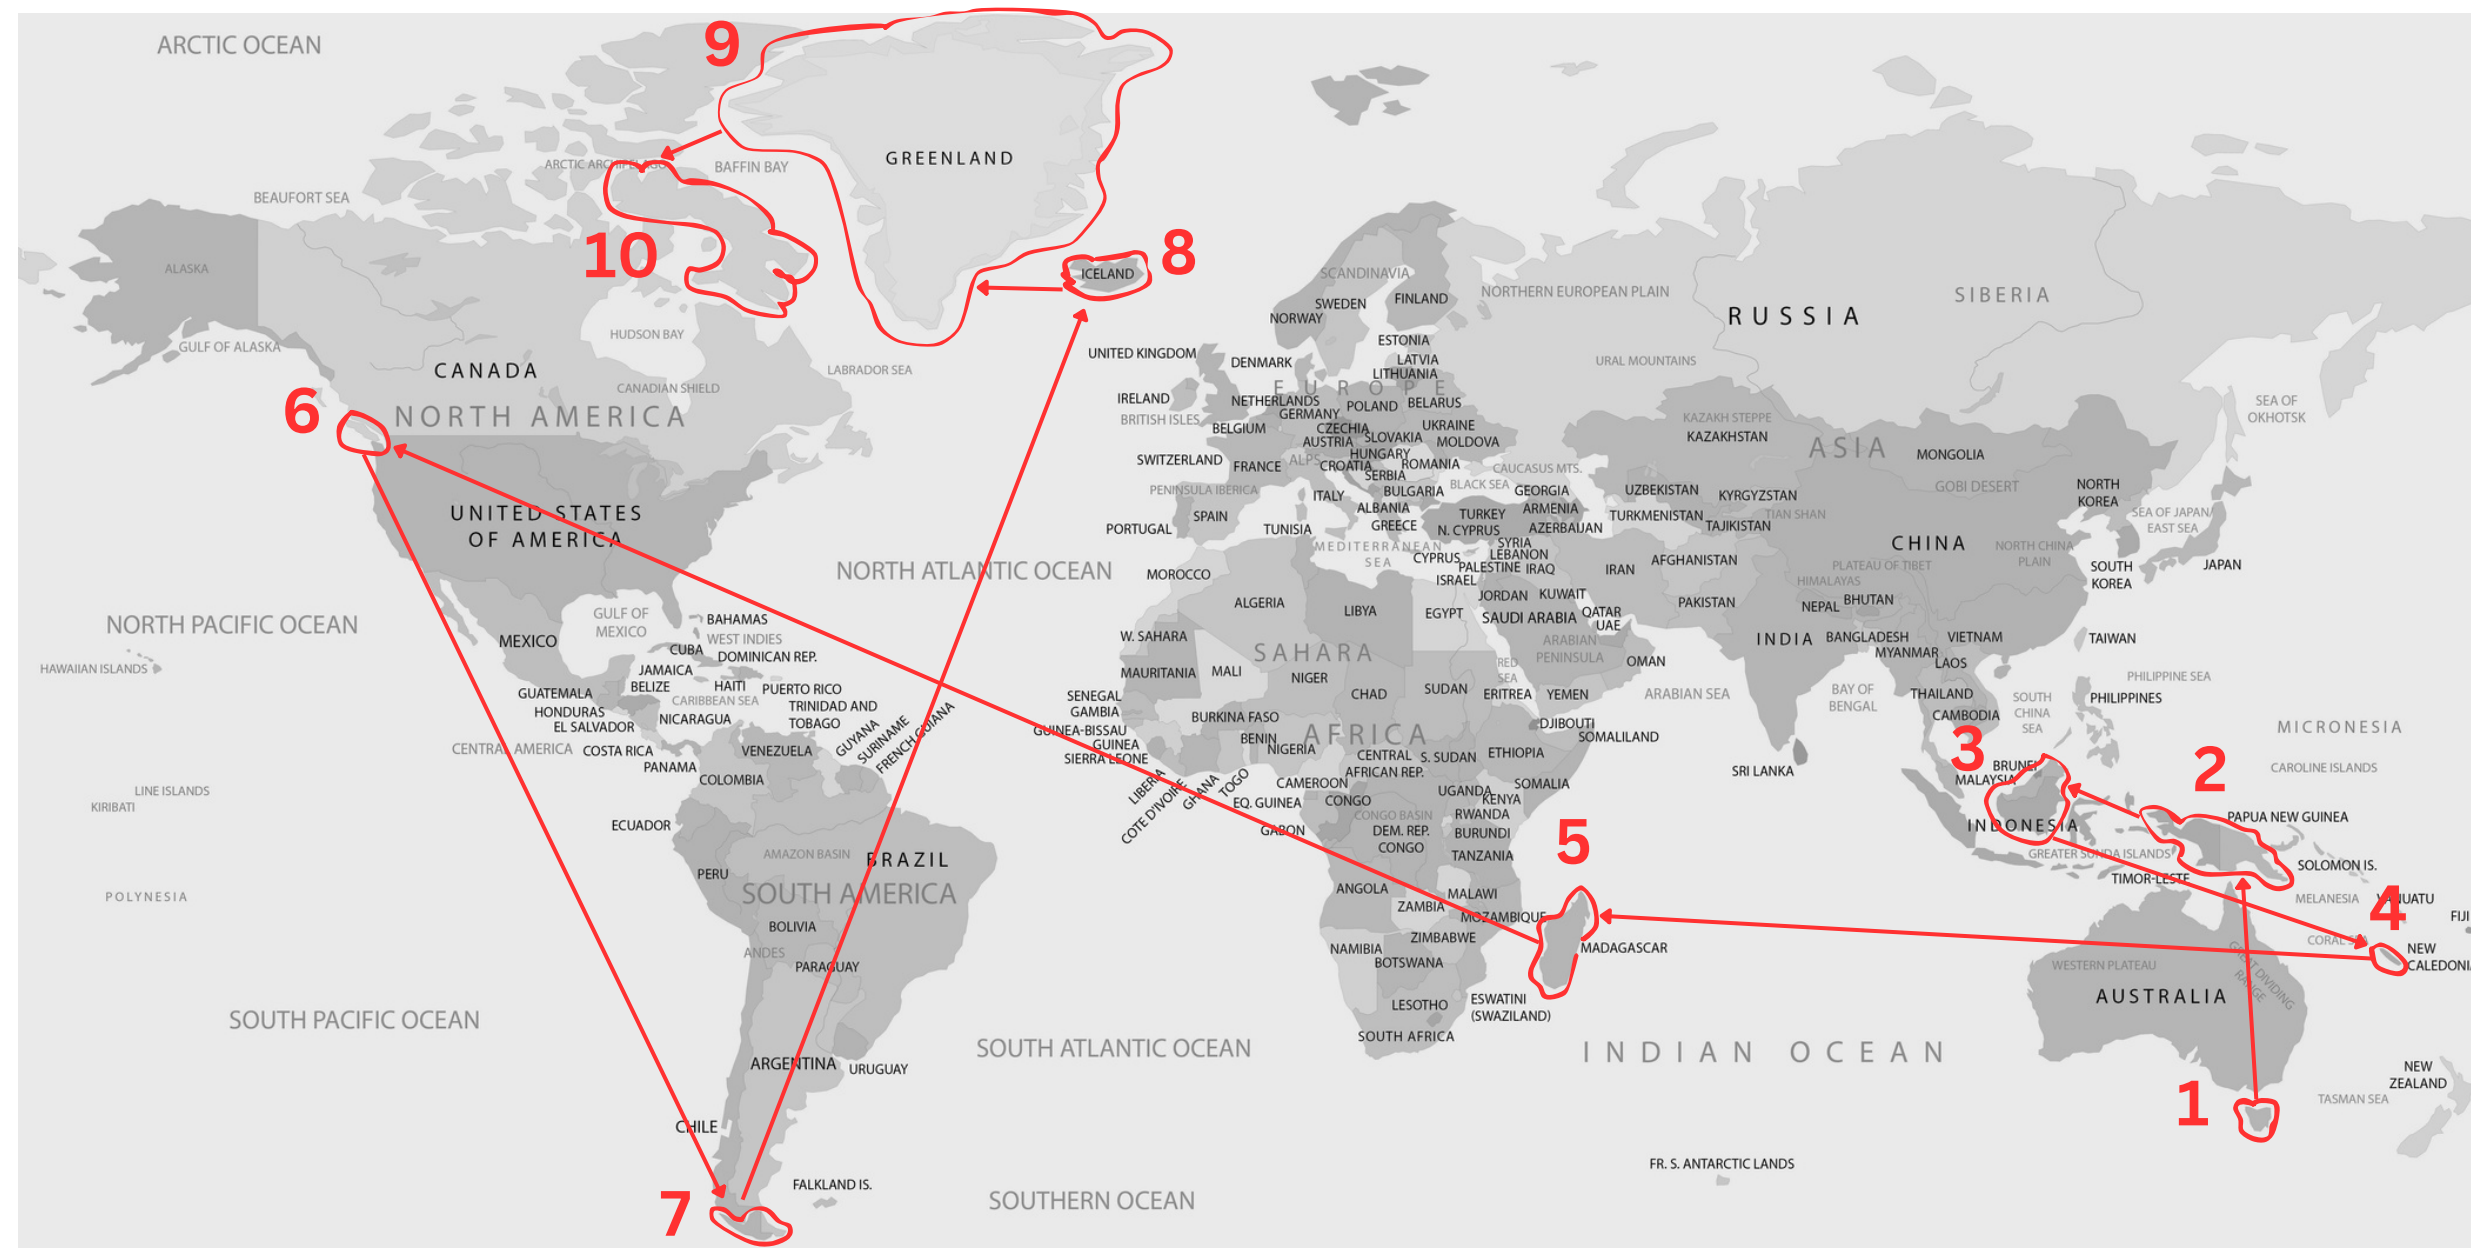 ARCTIC OCEAN
9
GREENLAND
ARCTIC ARCHIPELAGO
BAFFIN BAY
BEAUFORT SEA
10
8
ALASKA
ICELAND
SCANDINAVIA
SWEDEN
FINLAND
NORWAY
NORTHERN EUROPEAN PLAIN
RUSSIA
SIBERIA
HUDSON BAY
GULF OF ALASKA
CANADA
LABRADOR SEA
CANADIAN SHIELD
6
NORTH AMERICA
UNITED KINGDOM
DENMARK
ESTONIA
LATVIA
LITHUANIA
URAL MOUNTAINS
EUROPE
IRELAND
NETHERLANDS
POLAND
BELARUS
BRITISH ISLES
GERMANY
BELGIUM
CZECHIA
UKRAINE
AUSTRIA
SLOVAKIA
MOLDOVA
HUNGARY
SWITZERLAND
FRANCE
ALPS
CROATIA
ROMANIA
SERBIA
CAUCASUS MTS.
PENINSULA IBERICA
ITALY
BULGARIA
BLACK SEA
GEORGIA
KAZAKH STEPPE
KAZAKHSTAN
ASIA
MONGOLIA
SEA OF
OKHOTSK
UZBEKISTAN
KYRGYZSTAN
GOBI DESERT
NORTH
KOREA
PORTUGAL
SPAIN
TUNISIA
ALBANIA
GREECE
TURKEY
N. CYPRUS
ARMENIA
AZERBAIJAN
TURKMENISTAN
TAJIKISTAN
TIAN SHAN
SEA OF JAPAN/
EAST SEA
UNITED STATES
OF AMERICA
MEDITERRANEAN
SEA
CYPRUS
SYRIA
LEBANON
PALESTINE
IRAQ
ISRAEL
IRAN
AFGHANISTAN
CHINA
NORTH CHINA
PLAIN
PLATEAU OF TIBET
HIMALAYAS
SOUTH
KOREA
JAPAN
NORTH ATLANTIC OCEAN
MOROCCO
ALGERIA
LIBYA
EGYPT
JORDAN
KUWAIT
SAUDI ARABIA
QATAR
UAE
PAKISTAN
NEPAL
BHUTAN
NORTH PACIFIC OCEAN
GULF OF
MEXICO
BAHAMAS
WEST INDIES
MEXICO
CUBA
DOMINICAN REP.
W. SAHARA
SAHARA
ARABIAN
PENINSULA
INDIA
BANGLADESH
VIETNAM
TAIWAN
MYANMAR
LAOS
HAWAIIAN ISLANDS
JAMAICA
BELIZE
HAITI
PUERTO RICO
CARIBBEAN SEA
TRINIDAD AND
TOBAGO
GUATEMALA
HONDURAS
EL SALVADOR
NICARAGUA
MAURITANIA
MALI
NIGER
CHAD
SUDAN
RED
SEA
ERITREA
YEMEN
OMAN
ARABIAN SEA
BAY OF
BENGAL
THAILAND
SOUTH
CHINA
SEA
PHILIPPINES
PHILIPPINE SEA
CAMBODIA
SENEGAL
GAMBIA
GUINEA-BISSAU
GUINEA
SIERRA LEONE
BURKINA FASO
BENIN
NIGERIA
AFRICA
DJIBOUTI
SOMALILAND
MICRONESIA
CENTRAL AMERICA
COSTA RICA
PANAMA
VENEZUELA
COLOMBIA
GUYANA
SURINAME
FRENCH GUIANA
LIBERIA
COTE D'IVOIRE
GHANA
TOGO
CENTRAL
AFRICAN REP.
S. SUDAN
ETHIOPIA
CAMEROON
SOMALIA
SRI LANKA
3
BRUNEI
MALAYSIA
2
CAROLINE ISLANDS
LINE ISLANDS
KIRIBATI
EQ. GUINEA
CONGO
UGANDA
KENYA
CONGO BASIN
RWANDA
ECUADOR
GABON
DEM. REP.
CONGO
BURUNDI
TANZANIA
5
INDONESIA
PAPUA NEW GUINEA
GREATER SUNDA ISLANDS
SOLOMON IS.
TIMOR-LESTE
AMAZON BASIN
BRAZIL
PERU
SOUTH AMERICA
POLYNESIA
ANGOLA
MALAWI
ZAMBIA
MOZAMBIQUE
MELANESIA
VANUATU
4
FIJI
BOLIVIA
ANDES
PARAGUAY
NAMIBIA
ZIMBABWE
BOTSWANA
MADAGASCAR
CORAL SEA
NEW
CALEDONIA
WESTERN PLATEAU
GREAT DIVIDING
RANGE
AUSTRALIA
LESOTHO
ESWATINI
(SWAZILAND)
SOUTH AFRICA
SOUTH PACIFIC OCEAN
SOUTH ATLANTIC OCEAN
INDIAN OCEAN
ARGENTINA
URUGUAY
NEW
ZEALAND
TASMAN SEA
1
CHILE
FALKLAND IS.
FR. S. ANTARCTIC LANDS
SOUTHERN OCEAN
7